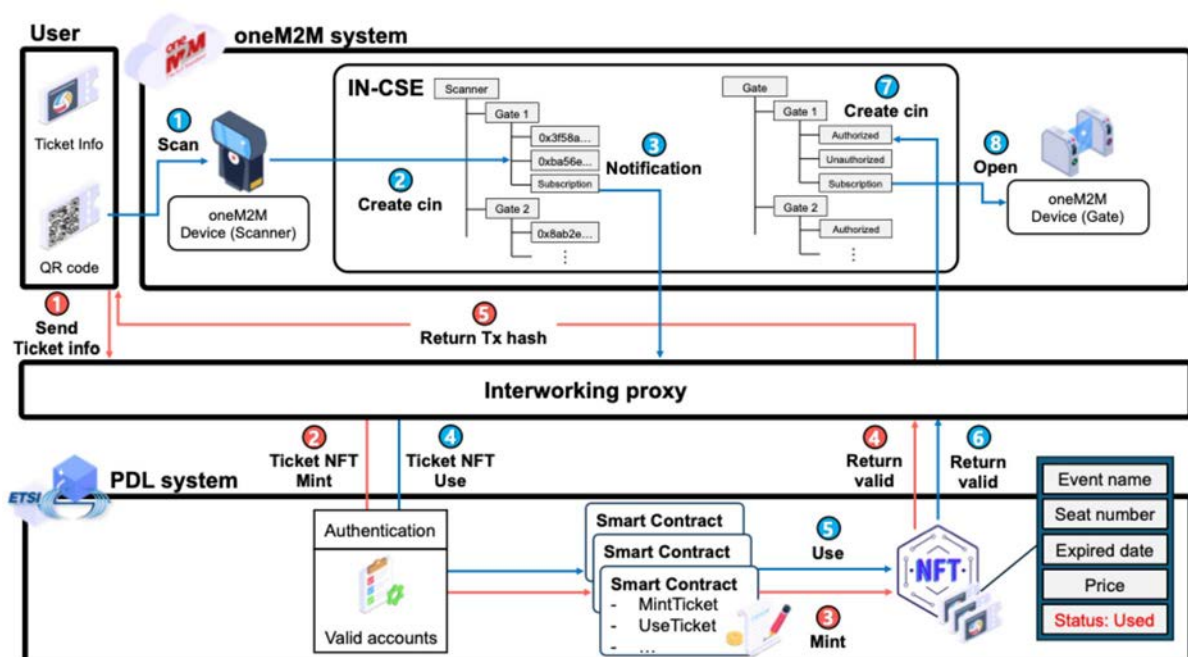 User
oneM2M system
one
M2M
IN-CSE
Ticket Info
QR code
1
Scan
oneM2M
Device (Scanner)
2
Create cin
Scanner
Gate 1
0x3f58a...
0xba56e...
Subscription
Gate 2
0x8ab2e...
⋮
3
Notification
Gate
Gate 1
Authorized
Unauthorized
Subscription
Gate 2
Authorized
⋮
7
Create cin
8
Open
oneM2M
Device (Gate)
1
Send
Ticket info
5
Return Tx hash
Interworking proxy
2
Ticket NFT
Mint
4
Ticket NFT
Use
4
Return
valid
6
Return
valid
ETSI
PDL system
Authentication
Valid accounts
Smart Contract
Smart Contract
Smart Contract
- MintTicket
- UseTicket
- ...
5
Use
3
Mint
NFT
Event name
Seat number
Expired date
Price
Status: Used